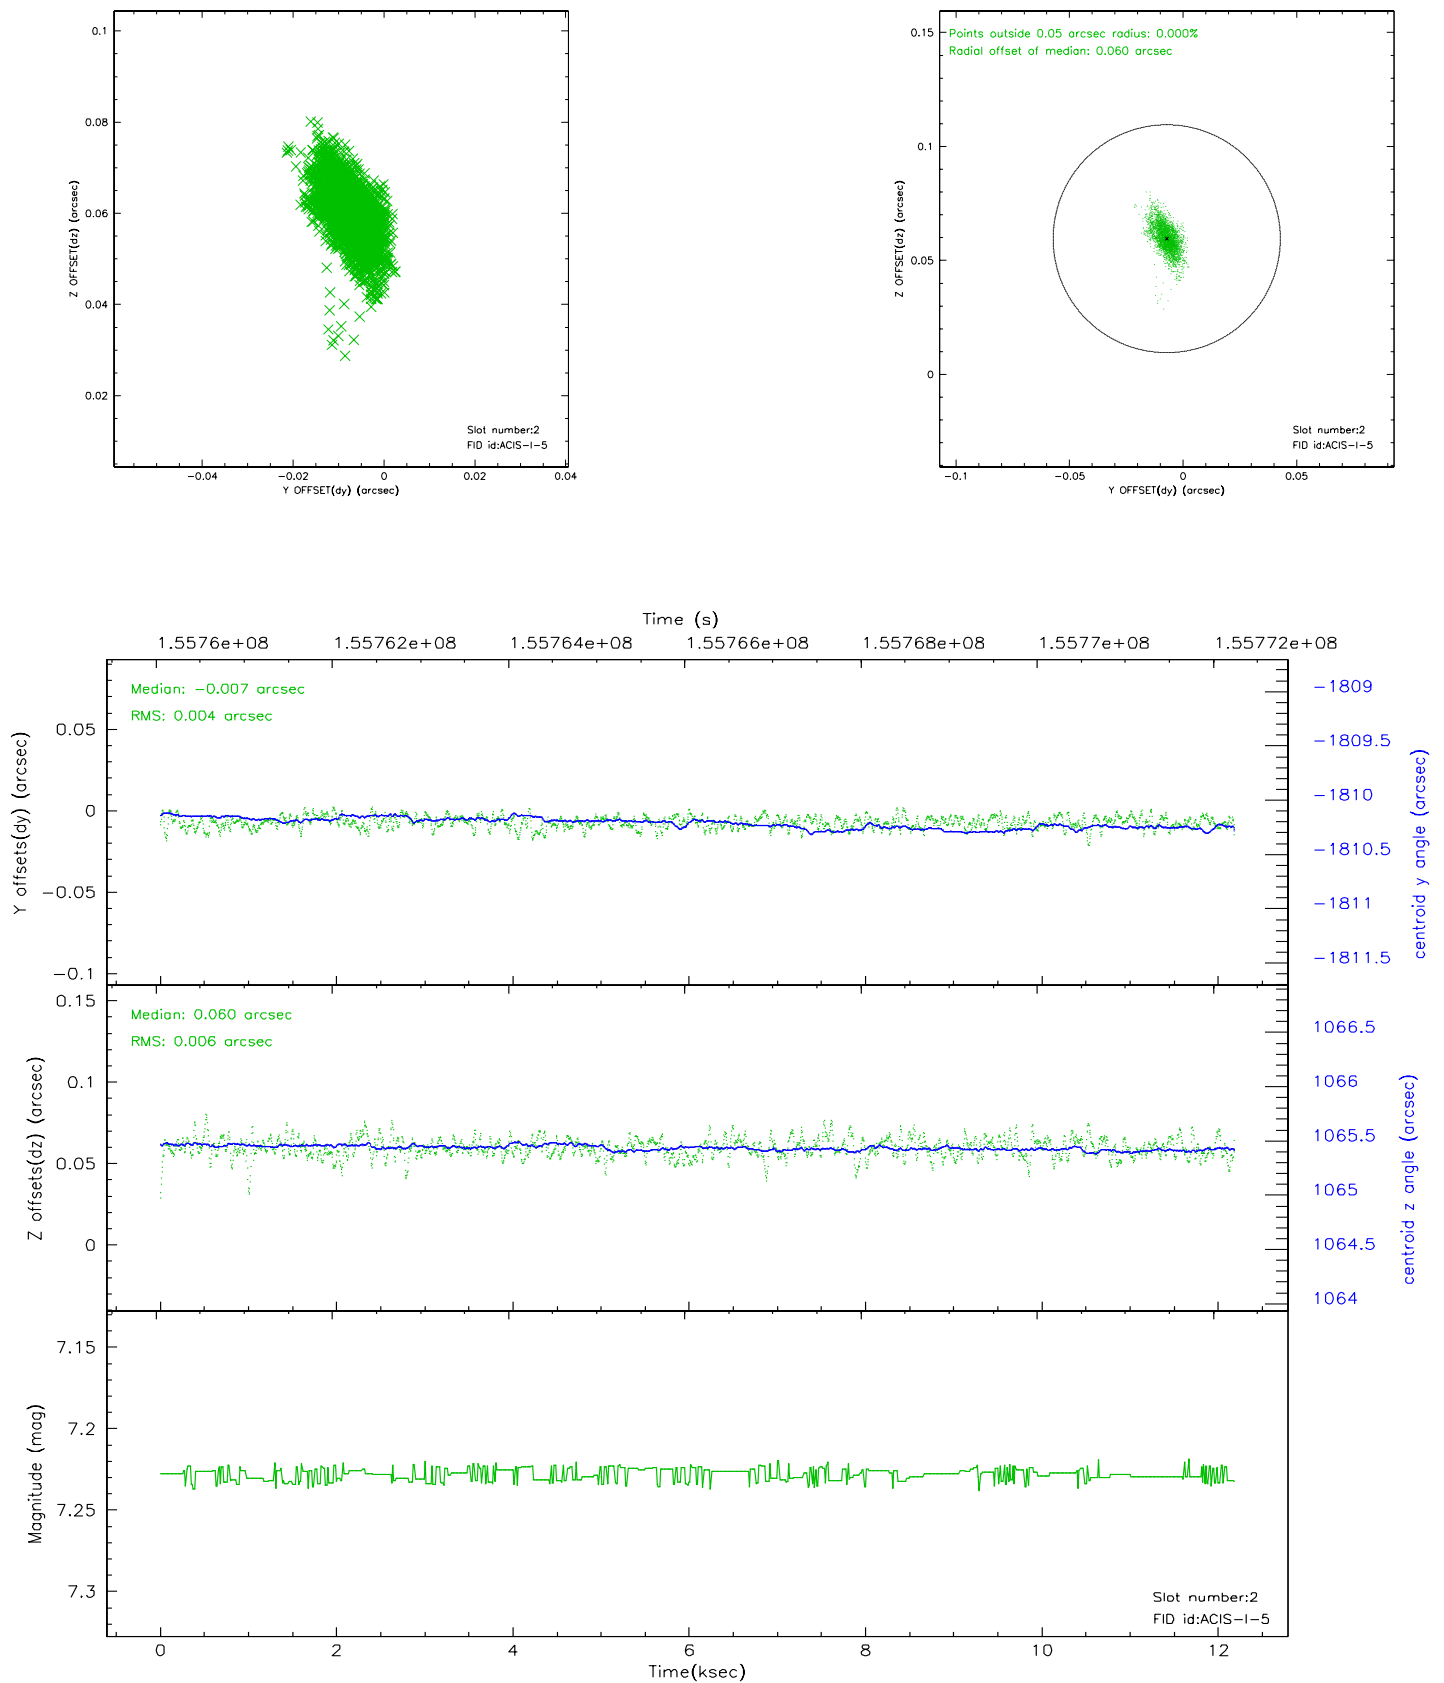 0.1
0.08
0.06
0.04
0.02
Z OFFSET(dz) (arcsec)
Slot number:2
FID id:ACIS-I-5
-0.04 -0.02 0 0.02 0.04
Y OFFSET(dy) (arcsec)
Points outside 0.05 arcsec radius: 0.000%
Radial offset of median: 0.060 arcsec
0.15
0.1
0.05
0
Z OFFSET(dz) (arcsec)
Slot number:2
FID id:ACIS-I-5
-0.1 -0.05 0 0.05
Y OFFSET(dy) (arcsec)
Time (s)
1.5576e+08 1.55762e+08 1.55764e+08 1.55766e+08 1.55768e+08 1.5577e+08 1.55772e+08
Median: -0.007 arcsec
RMS: 0.004 arcsec
0.05
0
-0.05
-0.1
Y offsets(dy) (arcsec)
-1809
-1809.5
-1810
-1810.5
-1811
-1811.5
centroid y angle (arcsec)
Median: 0.060 arcsec
RMS: 0.006 arcsec
0.15
0.1
0.05
0
Z offsets(dz) (arcsec)
1066.5
1066
1065.5
1065
1064.5
1064
centroid z angle (arcsec)
7.15
7.2
7.25
7.3
Magnitude (mag)
Slot number:2
FID id:ACIS-I-5
0 2 4 6 8 10 12
Time(ksec)